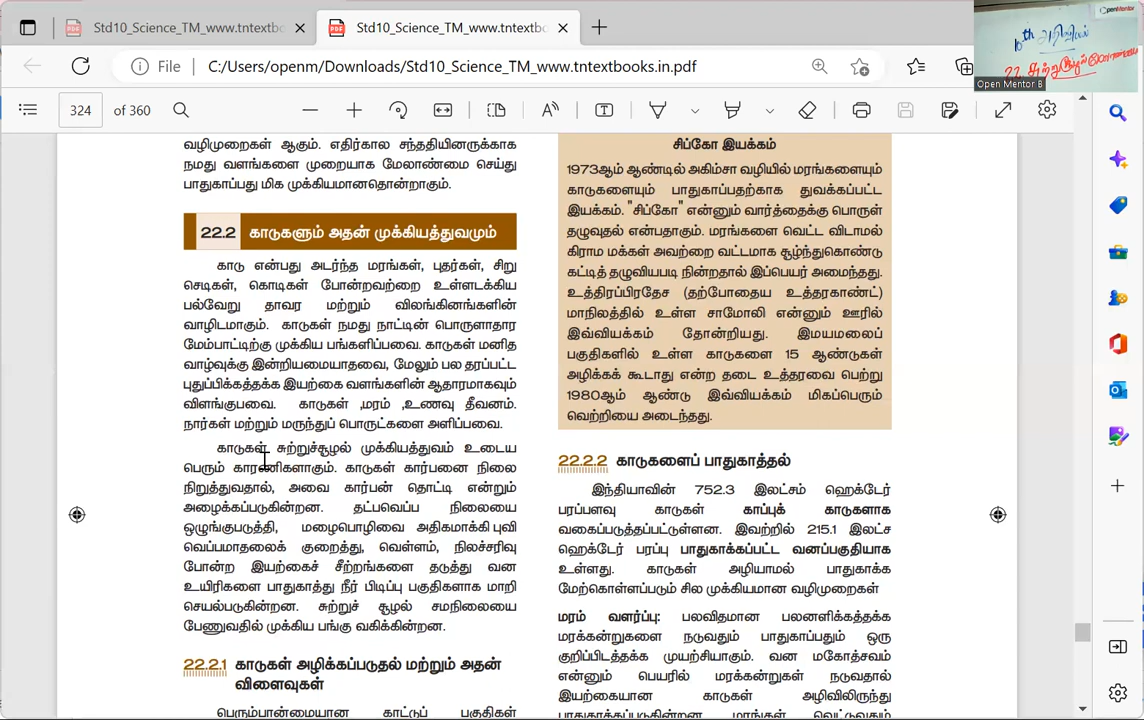 Std10_Science_TM_www.tntextbo
Std10_Science_TM_www.tntextbo
File
C:/Users/openm/Downloads/Std10_Science_TM_www.tntextbooks.in.pdf
324 of 360
OpenMentor
10th அறிவியல்
Open Mentor B
வழிமுறைகள் ஆகும். எதிர்கால சந்ததியினருக்காக
நமது வளங்களை முறையாக மேலாண்மை செய்து
பாதுகாப்பது மிக முக்கியமானதொன்றாகும்.
22.2 காடுகளும் அதன் முக்கியத்துவமும்
காடு என்பது அடர்ந்த மரங்கள், புதர்கள், சிறு
செடிகள், கொடிகள் போன்றவற்றை உள்ளடக்கிய
பல்வேறு தாவர மற்றும் விலங்கினங்களின்
வாழிடமாகும். காடுகள் நமது நாட்டின் பொருளாதார
மேம்பாட்டிற்கு முக்கிய பங்களிப்பவை. காடுகள் மனித
வாழ்வுக்கு இன்றியமையாதவை, மேலும் பல தரப்பட்ட
புதுப்பிக்கத்தக்க இயற்கை வளங்களின் ஆதாரமாகவும்
விளங்குபவை. காடுகள் ,மரம் ,உணவு தீவனம்.
நார்கள் மற்றும் மருந்துப் பொருட்களை அளிப்பவை.
காடுகள் சுற்றுச்சூழல் முக்கியத்துவம் உடைய
பெரும் காரணிகளாகும். காடுகள் கார்பனை நிலை
நிறுத்துவதால், அவை கார்பன் தொட்டி என்றும்
அழைக்கப்படுகின்றன. தட்பவெப்ப நிலையை
ஒழுங்குபடுத்தி, மழைபொழிவை அதிகமாக்கி புவி
வெப்பமாதலைக் குறைத்து, வெள்ளம், நிலச்சரிவு
போன்ற இயற்கைச் சீற்றங்களை தடுத்து வன
உயிரிகளை பாதுகாத்து நீர் பிடிப்பு பகுதிகளாக மாறி
செயல்படுகின்றன. சுற்றுச் சூழல் சமநிலையை
பேணுவதில் முக்கிய பங்கு வகிக்கின்றன.
22.2.1 காடுகள் அழிக்கப்படுதல் மற்றும் அதன்
விளைவுகள்
பெரும்பான்மையான காட்டுப் பகுதிகள்
சிப்கோ இயக்கம்
1973ஆம் ஆண்டில் அகிம்சா வழியில் மரங்களையும்
காடுகளையும் பாதுகாப்பதற்காக துவக்கப்பட்ட
இயக்கம். "சிப்கோ" என்னும் வார்த்தைக்கு பொருள்
தழுவுதல் என்பதாகும். மரங்களை வெட்ட விடாமல்
கிராம மக்கள் அவற்றை வட்டமாக சூழ்ந்துகொண்டு
கட்டித் தழுவியபடி நின்றதால் இப்பெயர் அமைந்தது.
உத்திரப்பிரதேச (தற்போதைய உத்தரகாண்ட்)
மாநிலத்தில் உள்ள சாமோலி என்னும் ஊரில்
இவ்வியக்கம் தோன்றியது. இமயமலைப்
பகுதிகளில் உள்ள காடுகளை 15 ஆண்டுகள்
அழிக்கக் கூடாது என்ற தடை உத்தரவை பெற்று
1980ஆம் ஆண்டு இவ்வியக்கம் மிகப்பெரும்
வெற்றியை அடைந்தது.
22.2.2 காடுகளைப் பாதுகாத்தல்
இந்தியாவின் 752.3 இலட்சம் ஹெக்டேர்
பரப்பளவு காடுகள் காப்புக் காடுகளாக
வகைப்படுத்தப்பட்டுள்ளன. இவற்றில் 215.1 இலட்ச
ஹெக்டேர் பரப்பு பாதுகாக்கப்பட்ட வனப்பகுதியாக
உள்ளது. காடுகள் அழியாமல் பாதுகாக்க
மேற்கொள்ளப்படும் சில முக்கியமான வழிமுறைகள்
மரம் வளர்ப்பு: பலவிதமான பலனளிக்கத்தக்க
மரக்கன்றுகளை நடுவதும் பாதுகாப்பதும் ஒரு
குறிப்பிடத்தக்க முயற்சியாகும். வன மகோத்சவம்
என்னும் பெயரில் மரக்கன்றுகள் நடுவதால்
இயற்கையான காடுகள் அழிவிலிருந்து
பாதுகாக்கப்படுகின்றன. மரங்கள் வெட்டுவதும்